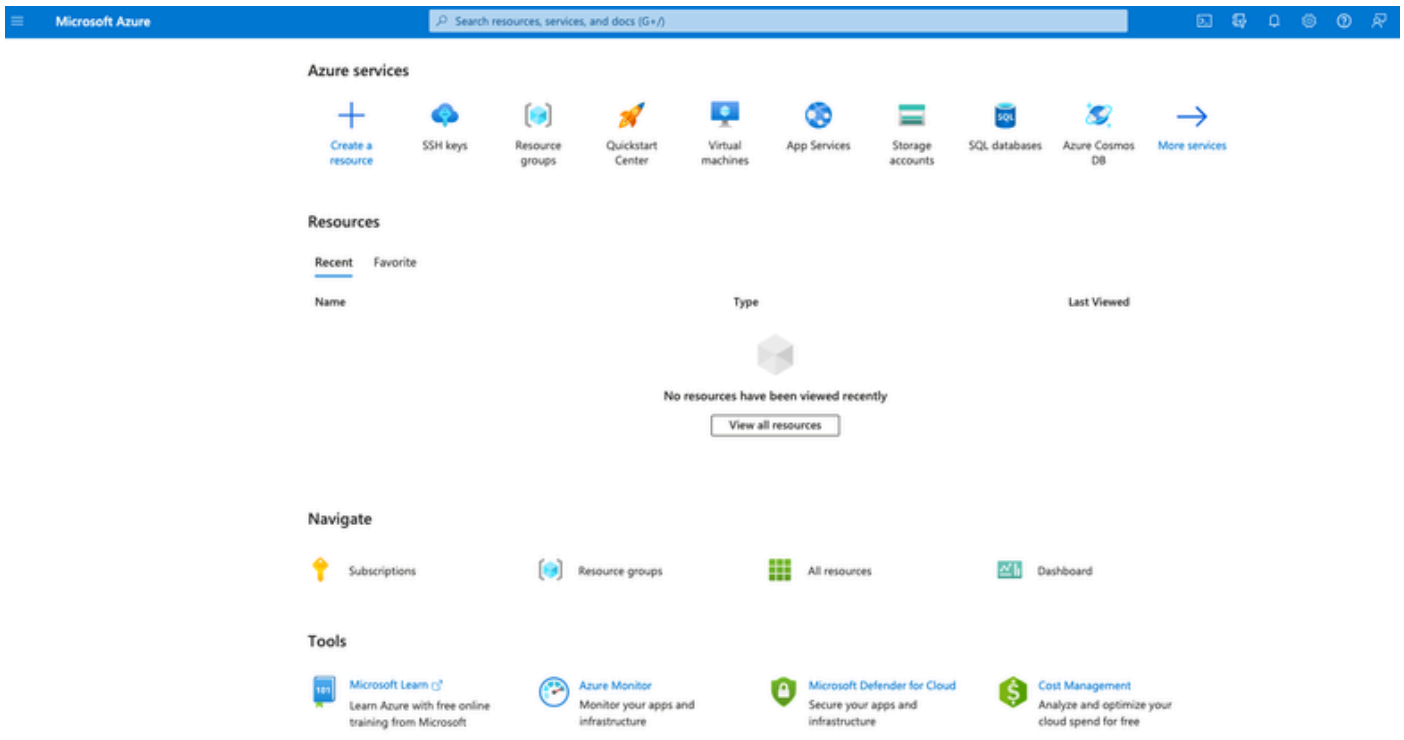 Microsoft Azure
Search resources, services, and docs (G+/)
Azure services
Create a resource
SSH keys
Resource groups
Quickstart Center
Virtual machines
App Services
Storage accounts
SQL
SQL databases
Azure Cosmos DB
More services
Resources
Recent Favorite
Name Type Last Viewed
No resources have been viewed recently
View all resources
Navigate
Subscriptions
Resource groups
All resources
Dashboard
Tools
101
Microsoft Learn
Learn Azure with free online
training from Microsoft
Azure Monitor
Monitor your apps and
infrastructure
Microsoft Defender for Cloud
Secure your apps and
infrastructure
$
Cost Management
Analyze and optimize your
cloud spend for free